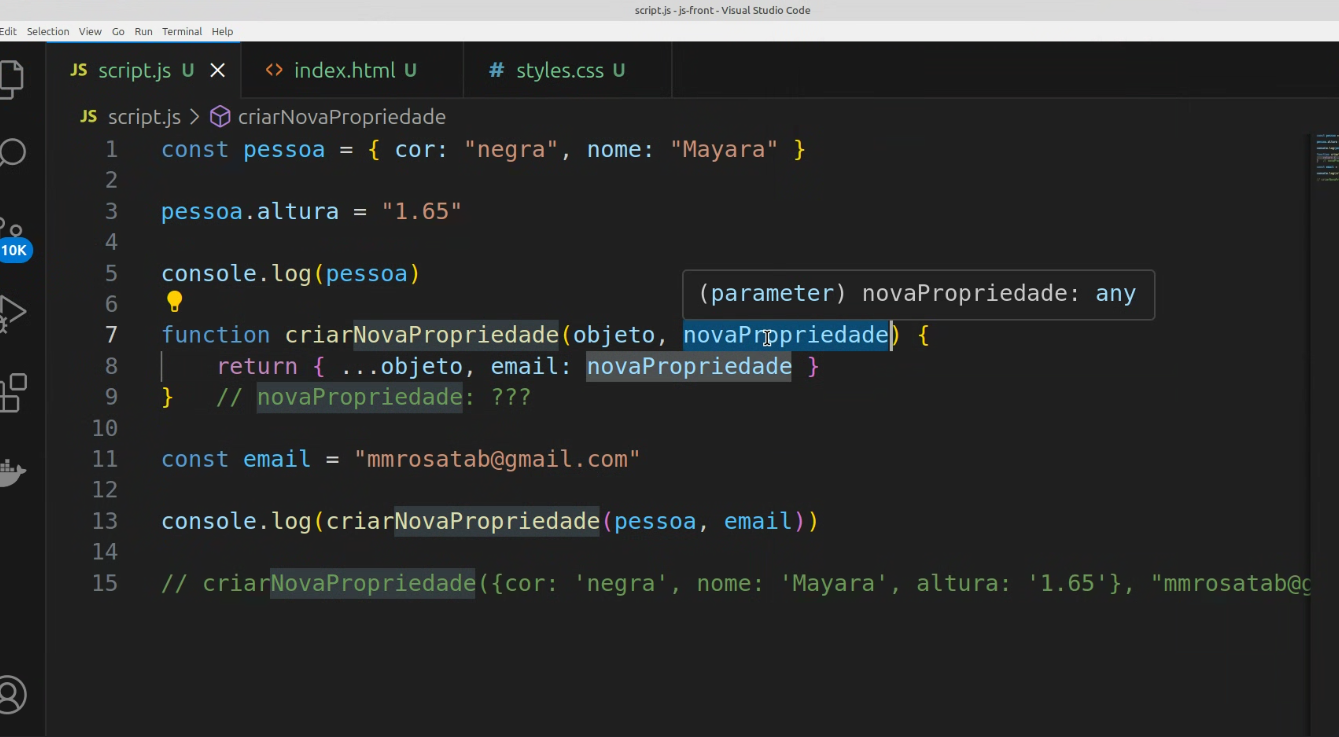 script.js - js-front - Visual Studio Code
Edit Selection View Go Run Terminal Help
JS script.js U index.html U # styles.css U
JS script.js > criarNovaPropriedade
10K
1 const pessoa = { cor: "negra", nome: "Mayara" }
2
3 pessoa.altura = "1.65"
4
5 console.log(pessoa)
(parameter) novaPropriedade: any
6
7 function criarNovaPropriedade(objeto, novaPropriedade) {
8 return { ...objeto, email: novaPropriedade }
9 } // novaPropriedade: ???
10
11 const email = "mmrosatab@gmail.com"
12
13 console.log(criarNovaPropriedade(pessoa, email))
14
15 // criarNovaPropriedade({cor: 'negra', nome: 'Mayara', altura: '1.65'}, "mmrosatab@g